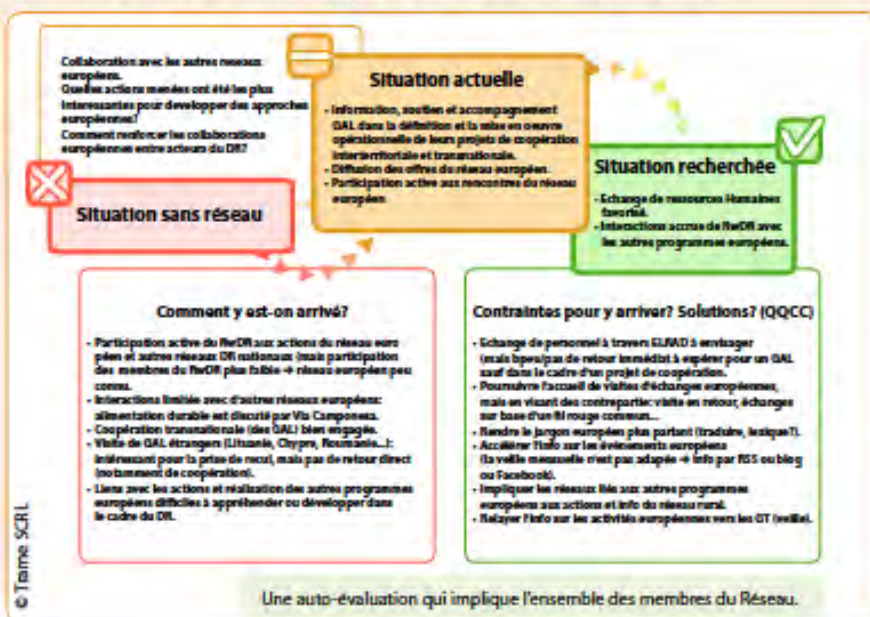 Collaboration avec les autres reseaux
européens.
Quelles actions menées ont été les plus
interessantes pour developper des approches
européennes?
Comment renforcer les collaborations
européennes entre acteurs du DR?
Situation actuelle
- Information, soutien et accompagnement
GAL dans la définition et la mise en oeuvre
opérationnelle de leurs projets de coopération
interterritoriale et transnationale.
- Diffusion des offres du réseau européen.
- Participation active aux rencontres du réseau
européen
Situation recherchée
- Echange de ressources Humaines
favorisé.
- Interactions accrue de RwDR avec
les autres programmes européens.
Situation sans réseau
Comment y est-on arrivé?
- Participation active du RwDR aux actions du réseau euro
péen et autres réseaux DR nationaux (mais participation
des membres du RwDR plus faible → réseau européen peu
connu.
- Interactions limitée avec d'autres réseaux européens:
alimentation durable est discuté par Via Camponesa.
- Coopération transnationale (des GAL) bien engagée.
- Visite de GAL étrangers (Lituanie, Chypre, Roumanie...):
intéressant pour la prise de recul, mais pas de retour direct
(notamment de coopération).
- Liens avec les actions et réalisation des autres programmes
européens difficiles à appréhender ou développer dans
le cadre du DR.
Contraintes pour y arriver? Solutions? (QQCC)
- Echange de personnel à travers à envisager
(mais pas de retour immédiat à espérer pour un GAL
sauf dans le cadre d'un projet de coopération.
- Poursuivre l'accueil de visites d'échanges européennes,
mais en visant des contrepartie: visite en retour, échanges
sur base d'un fil rouge commun...
- Rendre le jargon européen plus parlant (traduire, lexique?).
- Accélérer l'info sur les événements européens
(la veille mensuelle n'est pas adaptée → info par RSS ou blog
ou Facebook).
- Impliquer les réseaux liés aux autres programmes
européens aux actions et info du réseau rural.
- Relayer l'info sur les activités européennes vers les GT (veille).
© Trame SCRL
Une auto-évaluation qui implique l'ensemble des membres du Réseau.